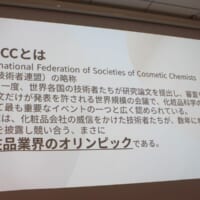 CCとは
national Federation of Societies of Cosmetic Chemists
技術者連盟）の略称
一度、世界各国の技術者たちが研究論文を提出し、審査
文だけが発表を許される世界規模の会議で、化粧品科学の
最も重要なイベントの一つと広く認められている。
は、化粧品会社の威信をかけた技術者たちが、数年に
を披露し競い合う、まさに
粧品業界のオリンピックである。